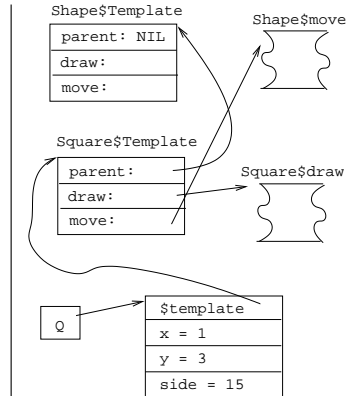 Shape$Template
parent: NIL
draw:
move:
Shape$move
Square$Template
parent:
draw:
move:
Square$draw
Q
$template
x = 1
y = 3
side = 15